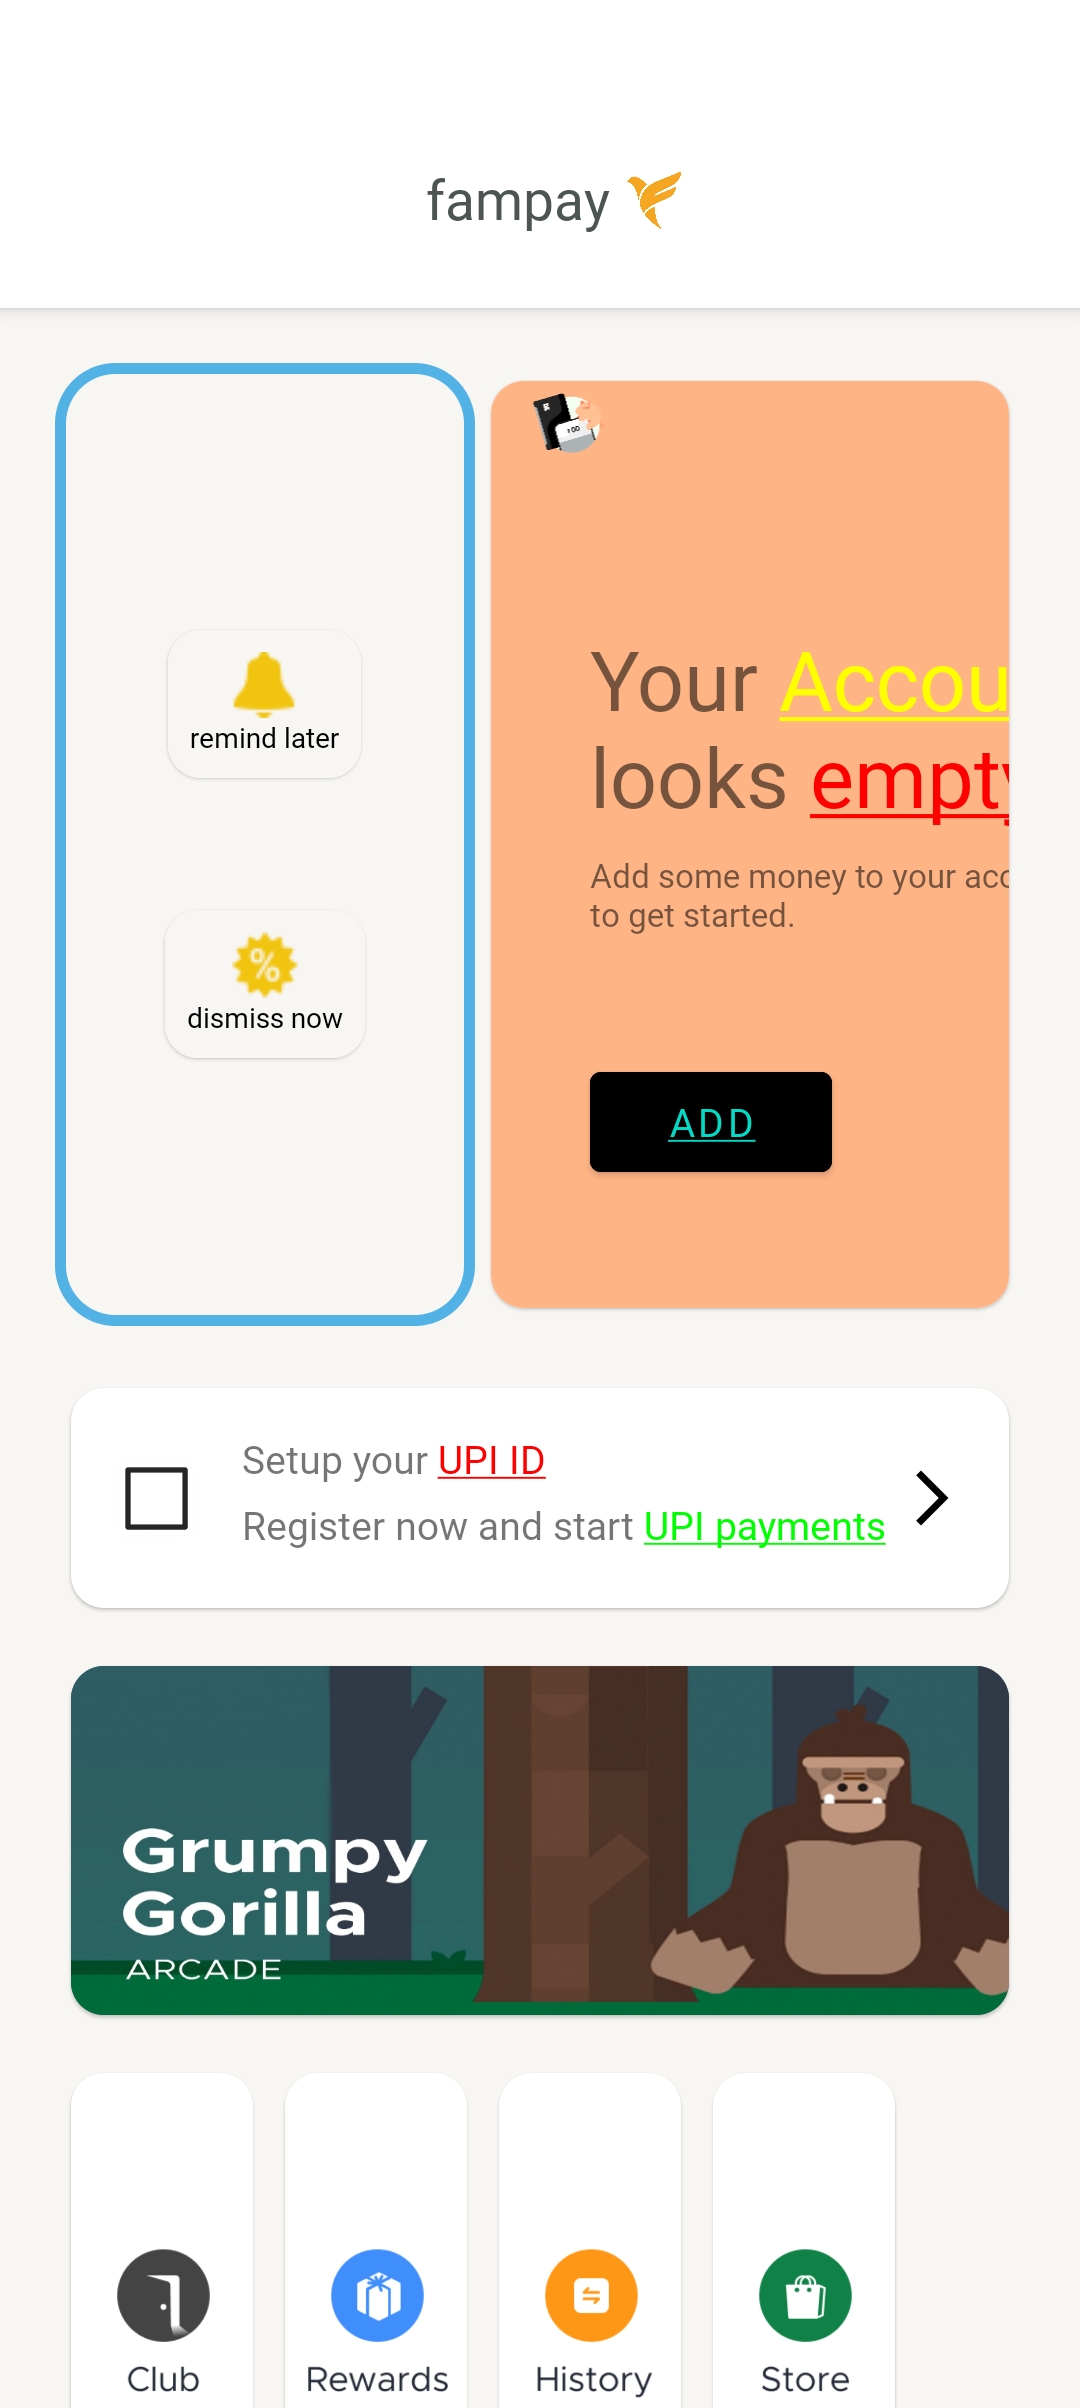 fampay
remind later
dismiss now
Your Accou
looks empty
Add some money to your acc
to get started.
ADD
Setup your UPI ID
Register now and start UPI payments
Grumpy
Gorilla
ARCADE
Club
Rewards
History
Store